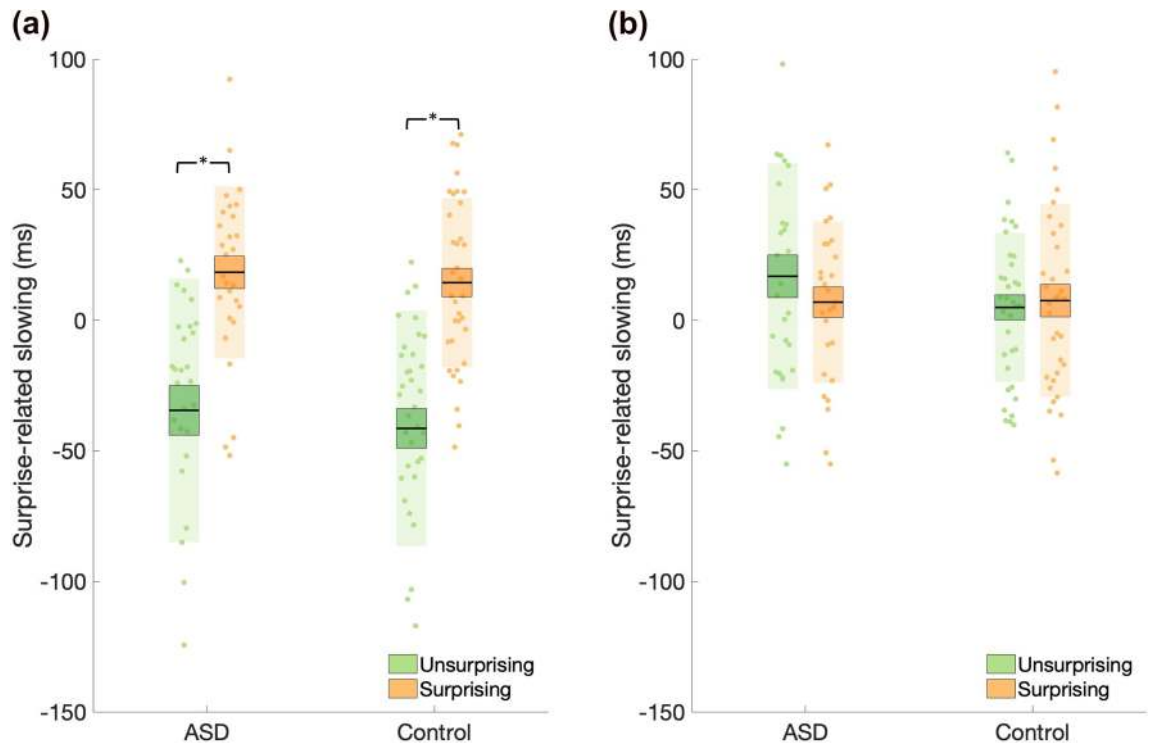 (a)
Surprise-related slowing (ms)
100
50
0
-50
-100
-150
*
*
ASD
Control
Unsurprising
Surprising
(b)
Surprise-related slowing (ms)
100
50
0
-50
-100
-150
ASD
Control
Unsurprising
Surprising